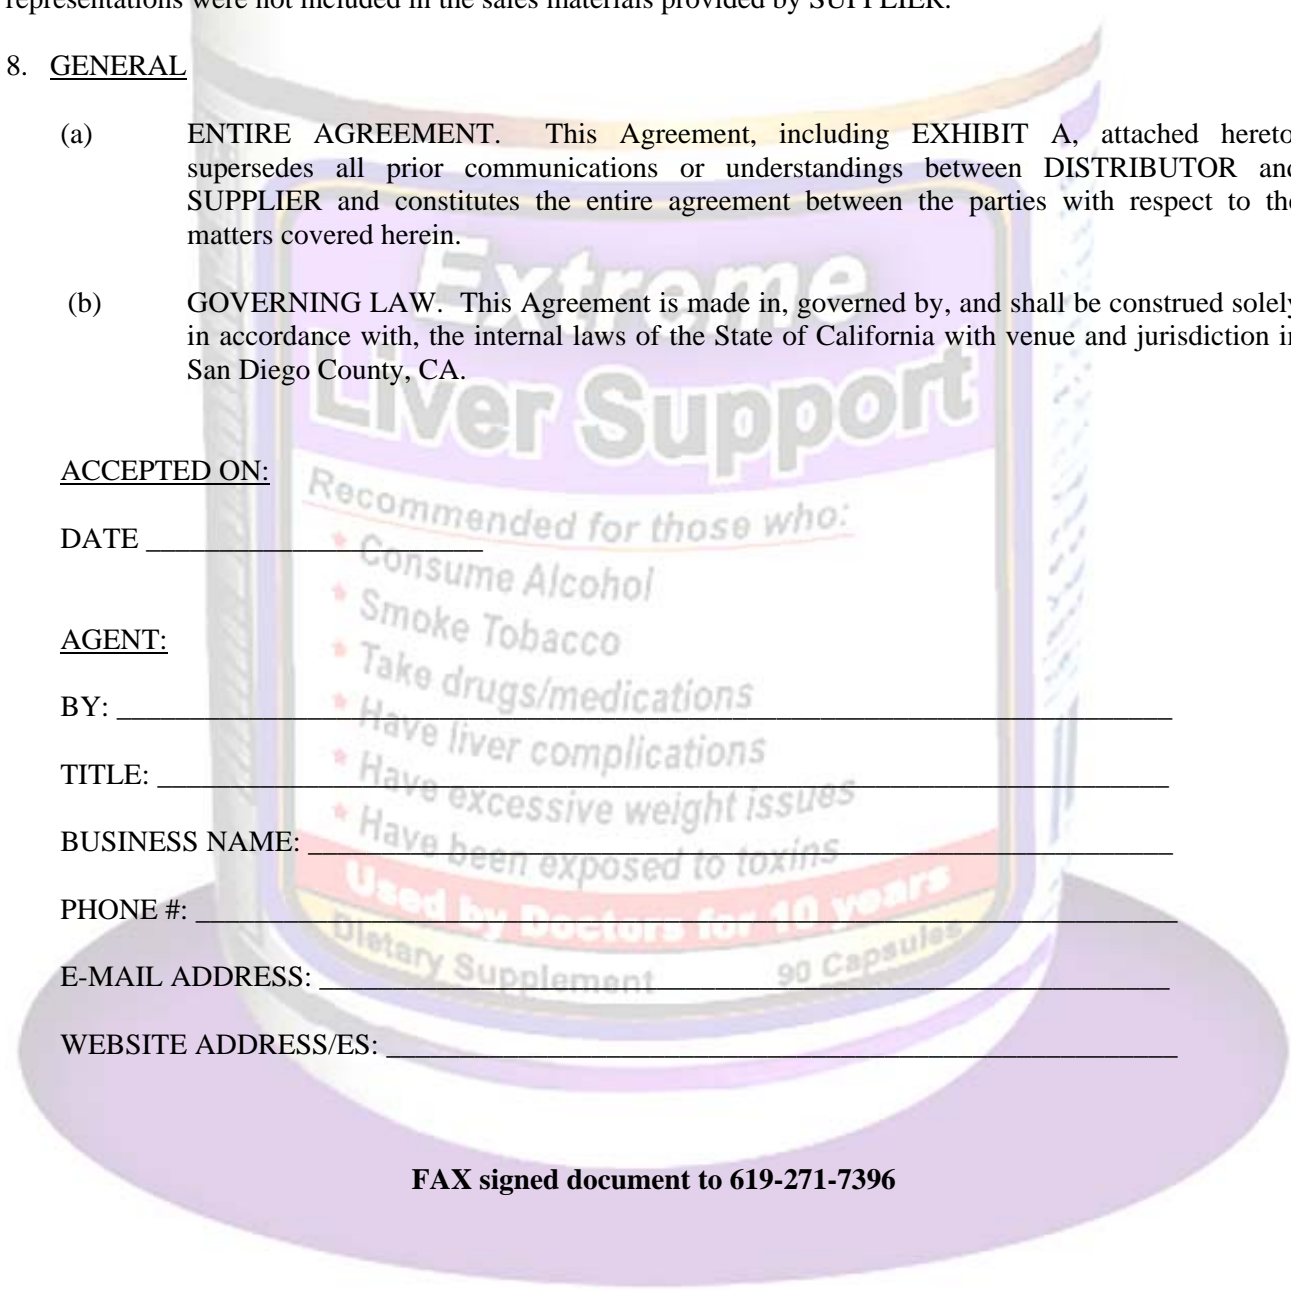 representations were not included in the sales materials provided by SUPPLIER.
8. GENERAL
(a) ENTIRE AGREEMENT. This Agreement, including EXHIBIT A, attached hereto
supersedes all prior communications or understandings between DISTRIBUTOR and
SUPPLIER and constitutes the entire agreement between the parties with respect to the
matters covered herein.
(b) GOVERNING LAW. This Agreement is made in, governed by, and shall be construed solely
in accordance with, the internal laws of the State of California with venue and jurisdiction in
San Diego County, CA.
ACCEPTED ON:
DATE _______________________
AGENT:
BY: ________________________________________________________________________
TITLE: _____________________________________________________________________
BUSINESS NAME: ___________________________________________________________
PHONE #: ___________________________________________________________________
E-MAIL ADDRESS: __________________________________________________________
WEBSITE ADDRESS/ES: ______________________________________________________
FAX signed document to 619-271-7396
Extreme
Liver Support
Recommended for those who:
* Consume Alcohol
* Smoke Tobacco
* Take drugs/medications
* Have liver complications
* Have excessive weight issues
* Have been exposed to toxins
Used by Doctors for 10 years
Dietary Supplement 90 Capsules